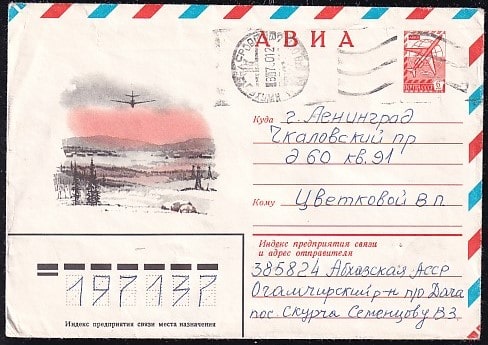 АВИА
Куда г. Ленинград
Чкаловский пр
д 60 кв. 91
Кому Цветковой В П
Индекс предприятия связи
и адрес отправителя
385824 Абхазская АССР
Очамчирский р-н п/о Дача
пос. Скурча Семенцову В З.
197137
Индекс предприятия связи места назначения